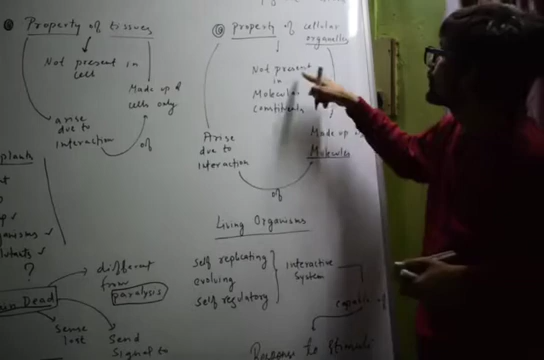 Property of tissues
Not present in
cell
Made up of
cells only
arise
due to
interaction
of
Property of cellular
organelles
Not present
in
Molecular
constituents
Made up of
Molecules
Arise
due to
interaction
of
plant
?
different
from
paralysis
Dead
Sense
lost
Send
Signal to
Living Organisms
Self replicating
evolving
Self regulatory
interactive
System
capable of
Response to Stimuli